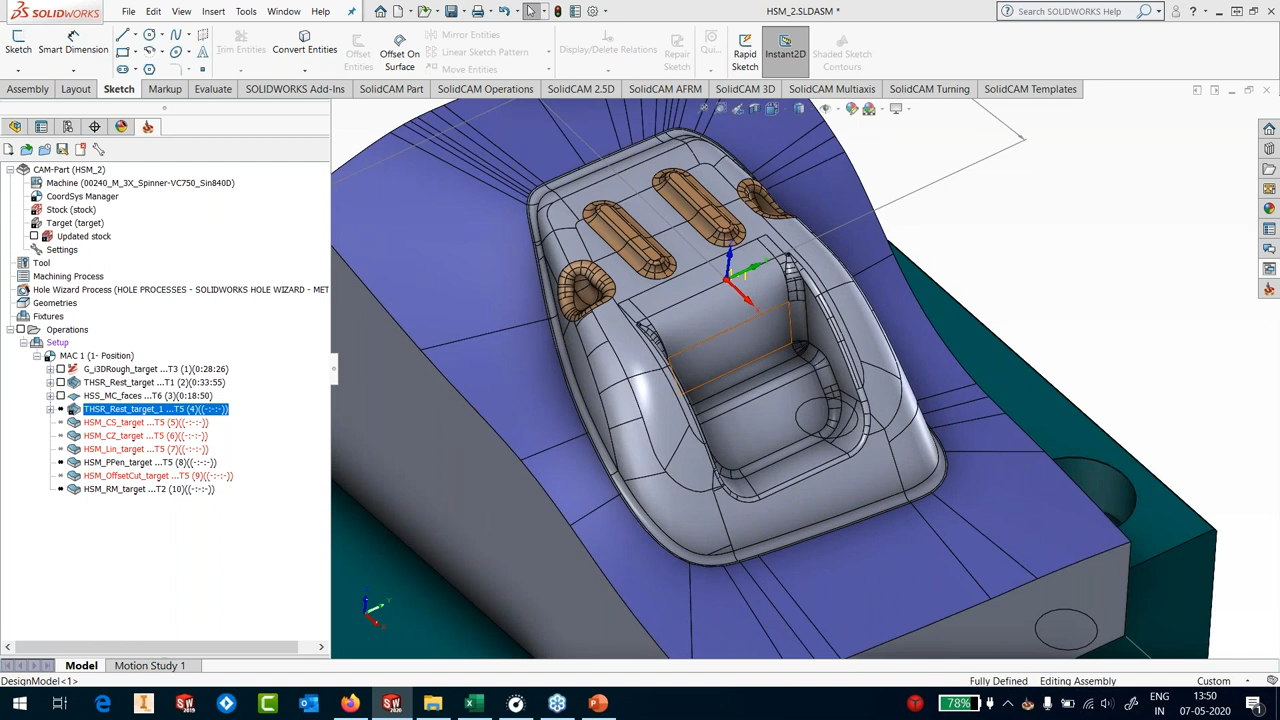 SOLIDWORKS
File
Edit
View
Insert
Tools
Window
Help
HSM_2.SLDASM *
Search SOLIDWORKS Help
Sketch
Smart Dimension
Trim Entities
Convert Entities
Offset Entities
Offset On Surface
Mirror Entities
Linear Sketch Pattern
Move Entities
Display/Delete Relations
Repair Sketch
Qui...
Rapid Sketch
Instant2D
Shaded Sketch Contours
Assembly
Layout
Sketch
Markup
Evaluate
SOLIDWORKS Add-Ins
SolidCAM Part
SolidCAM Operations
SolidCAM 2.5D
SolidCAM AFRM
SolidCAM 3D
SolidCAM Multiaxis
SolidCAM Turning
SolidCAM Templates
CAM-Part (HSM_2)
Machine (00240_M_3X_Spinner-VC750_Sin840D)
CoordSys Manager
Stock (stock)
Target (target)
Updated stock
Settings
Tool
Machining Process
Hole Wizard Process (HOLE PROCESSES - SOLIDWORKS HOLE WIZARD - MET
Geometries
Fixtures
Operations
Setup
MAC 1 (1- Position)
G_i3DRough_target ...T3 (1)(0:28:26)
THSR_Rest_target ...T1 (2)(0:33:55)
HSS_MC_faces ...T6 (3)(0:18:50)
THSR_Rest_target_1 ...T5 (4)((-:-:-))
HSM_CS_target ...T5 (5)((-:-:-))
HSM_CZ_target ...T5 (6)((-:-:-))
HSM_Lin_target ...T5 (7)((-:-:-))
HSM_PPen_target ...T5 (8)((-:-:-))
HSM_OffsetCut_target ...T5 (9)((-:-:-))
HSM_RM_target ...T2 (10)((-:-:-))
Model
Motion Study 1
DesignModel<1>
Fully Defined
Editing Assembly
Custom
78%
ENG
IN
13:50
07-05-2020